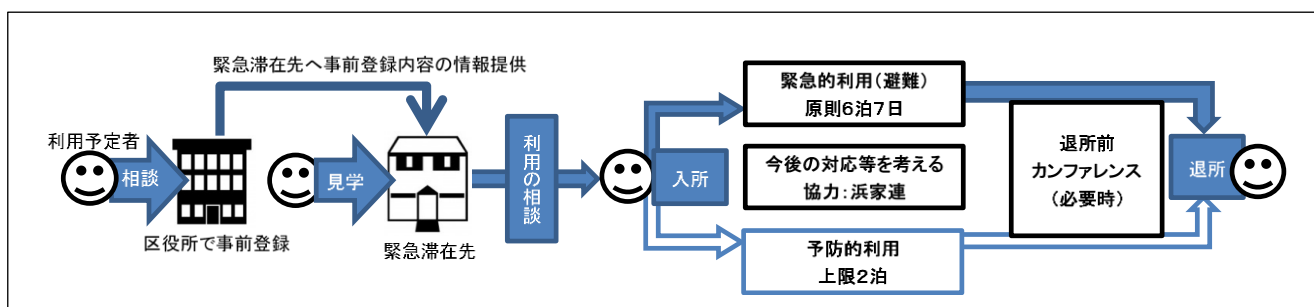 緊急滞在先へ事前登録内容の情報提供
利用予定者
相談
区役所で事前登録
見学
緊急滞在先
利用の相談
入所
緊急的利用(避難)
原則6泊7日
今後の対応等を考える
協力:浜家連
予防的利用
上限2泊
退所前
カンファレンス
(必要時)
退所